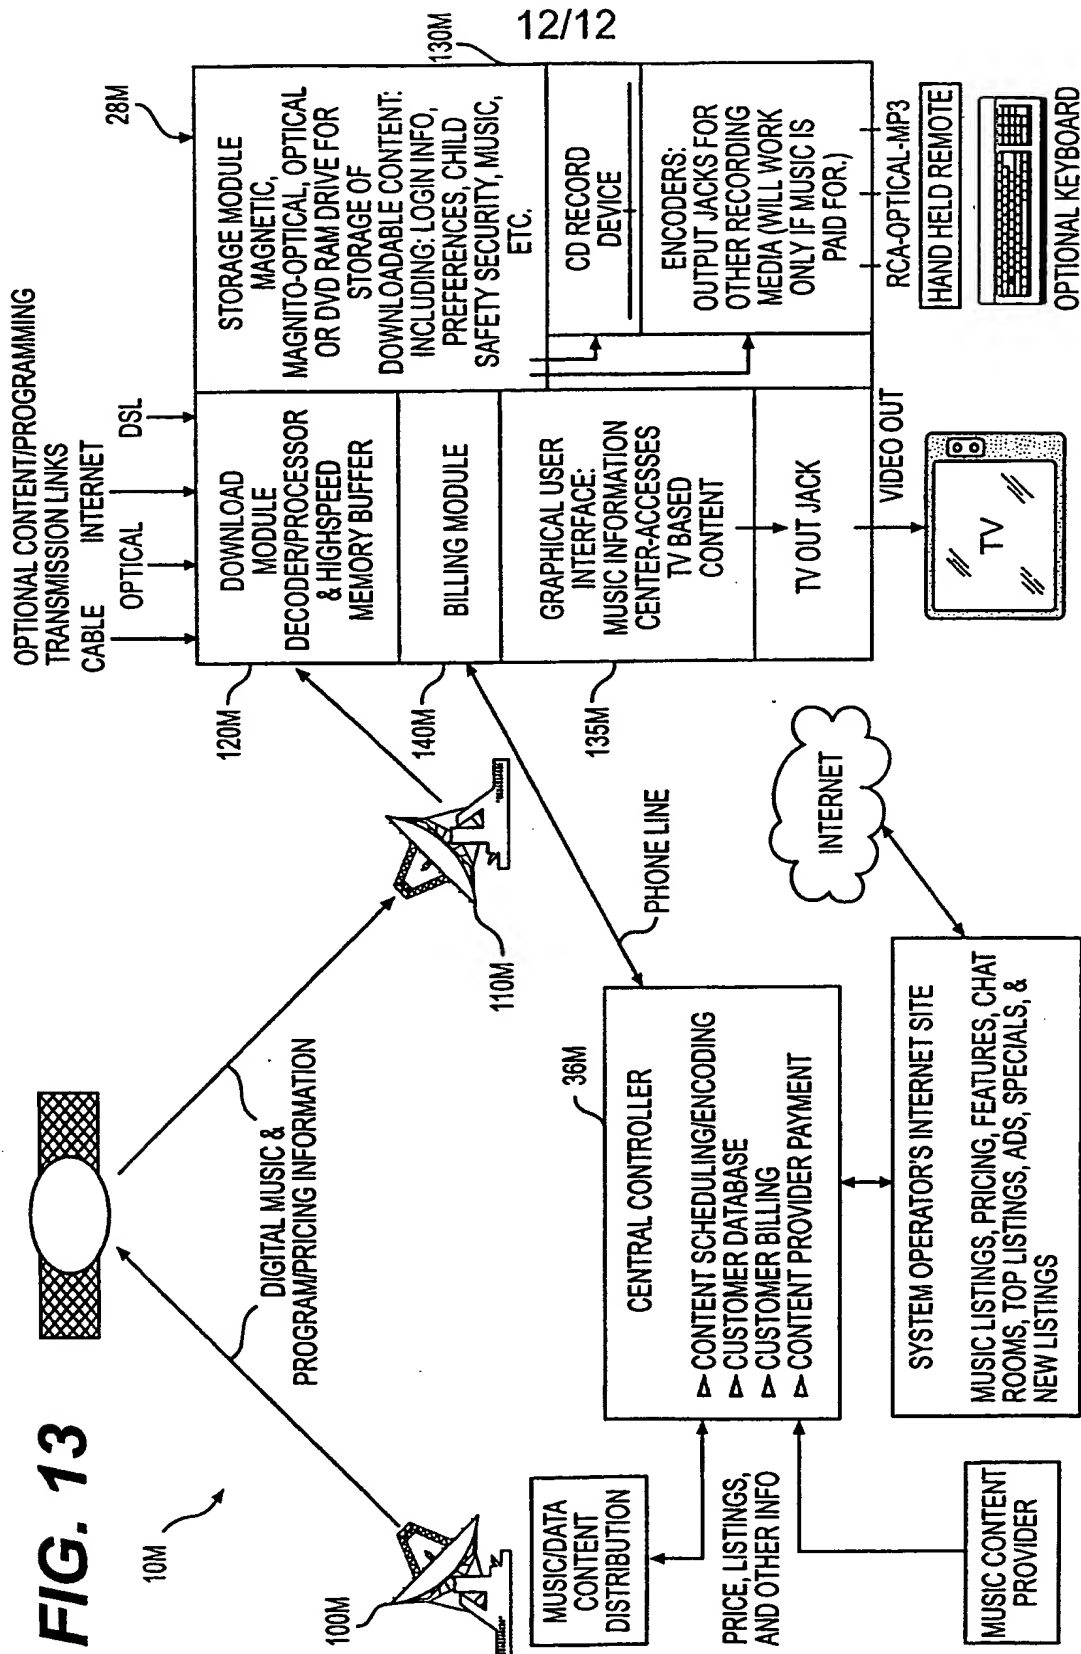 12/12
FIG. 13
10M
100M
DIGITAL MUSIC &
PROGRAM/PRICING INFORMATION
110M
OPTIONAL CONTENT/PROGRAMMING
TRANSMISSION LINKS
CABLE
OPTICAL
INTERNET
DSL
28M
120M
DOWNLOAD
MODULE
DECODER/PROCESSOR
& HIGHSPEED
MEMORY BUFFER
140M
BILLING MODULE
135M
GRAPHICAL USER
INTERFACE:
MUSIC INFORMATION
CENTER-ACCESSES
TV BASED
CONTENT
TV OUT JACK
VIDEO OUT
TV
STORAGE MODULE
MAGNETIC,
MAGNITO-OPTICAL, OPTICAL
OR DVD RAM DRIVE FOR
STORAGE OF
DOWNLOADABLE CONTENT:
INCLUDING: LOGIN INFO,
PREFERENCES, CHILD
SAFETY SECURITY, MUSIC,
ETC.
130M
CD RECORD
DEVICE
ENCODERS:
OUTPUT JACKS FOR
OTHER RECORDING
MEDIA (WILL WORK
ONLY IF MUSIC IS
PAID FOR.)
RCA-OPTICAL-MP3
HAND HELD REMOTE
OPTIONAL KEYBOARD
PHONE LINE
36M
CENTRAL CONTROLLER
▷ CONTENT SCHEDULING/ENCODING
▷ CUSTOMER DATABASE
▷ CUSTOMER BILLING
▷ CONTENT PROVIDER PAYMENT
MUSIC/DATA
CONTENT
DISTRIBUTION
PRICE, LISTINGS,
AND OTHER INFO
MUSIC CONTENT
PROVIDER
SYSTEM OPERATOR'S INTERNET SITE
MUSIC LISTINGS, PRICING, FEATURES, CHAT
ROOMS, TOP LISTINGS, ADS, SPECIALS, &
NEW LISTINGS
INTERNET